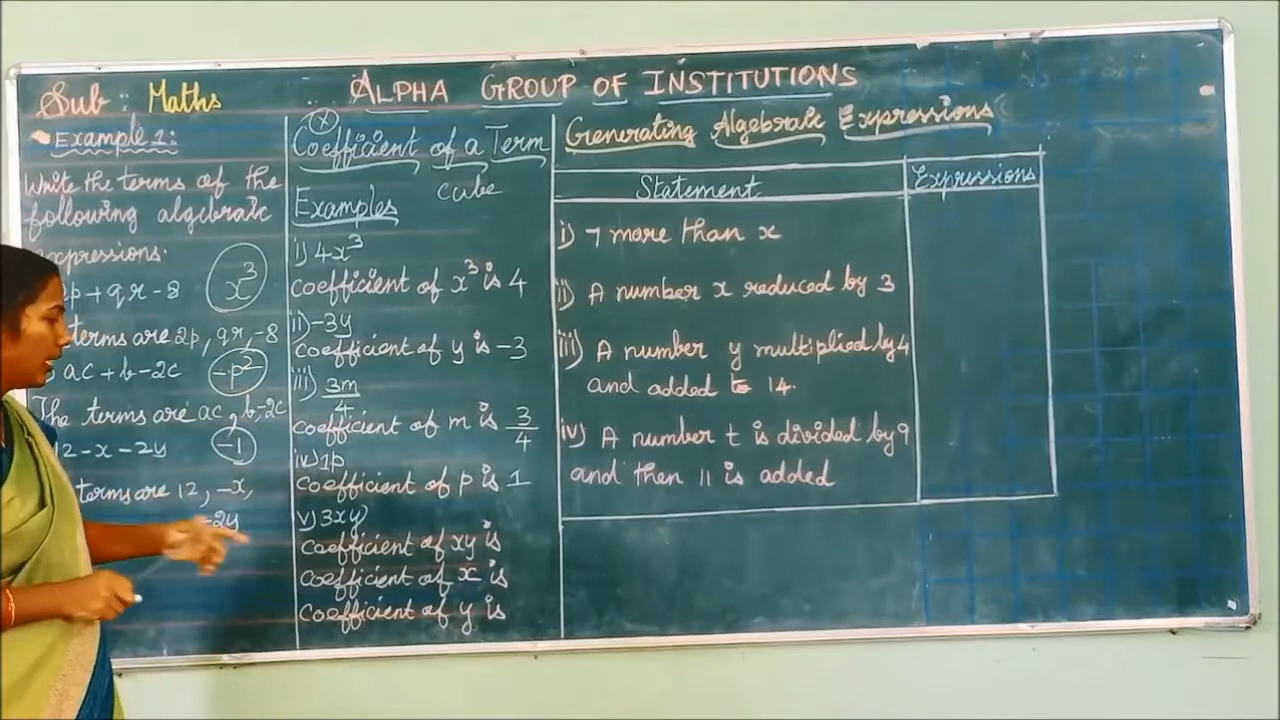 Sub : Maths
ALPHA GROUP OF INSTITUTIONS
Example 1:
Write the terms of the
following algebraic
expressions.
p + qr - 8
x³
terms are 2p, qr, -8
ac + b - 2c
-p²
The terms are ac, b, -2c
12 - x - 2y
-1
terms are 12, -x,
-2y
(x)
Coefficient of a Term
cube
Examples
i) 4x³
coefficient of x³ is 4
ii) -3y
coefficient of y is -3
iii) 3m/4
coefficient of m is 3/4
iv) 1p
coefficient of p is 1
v) 3xy
coefficient of xy is
coefficient of x is
coefficient of y is
Generating Algebraic Expressions
Statement
Expressions
i) 7 more than x
ii) A number x reduced by 3
iii) A number y multiplied by 4
and added to 14.
iv) A number t is divided by 9
and then 11 is added